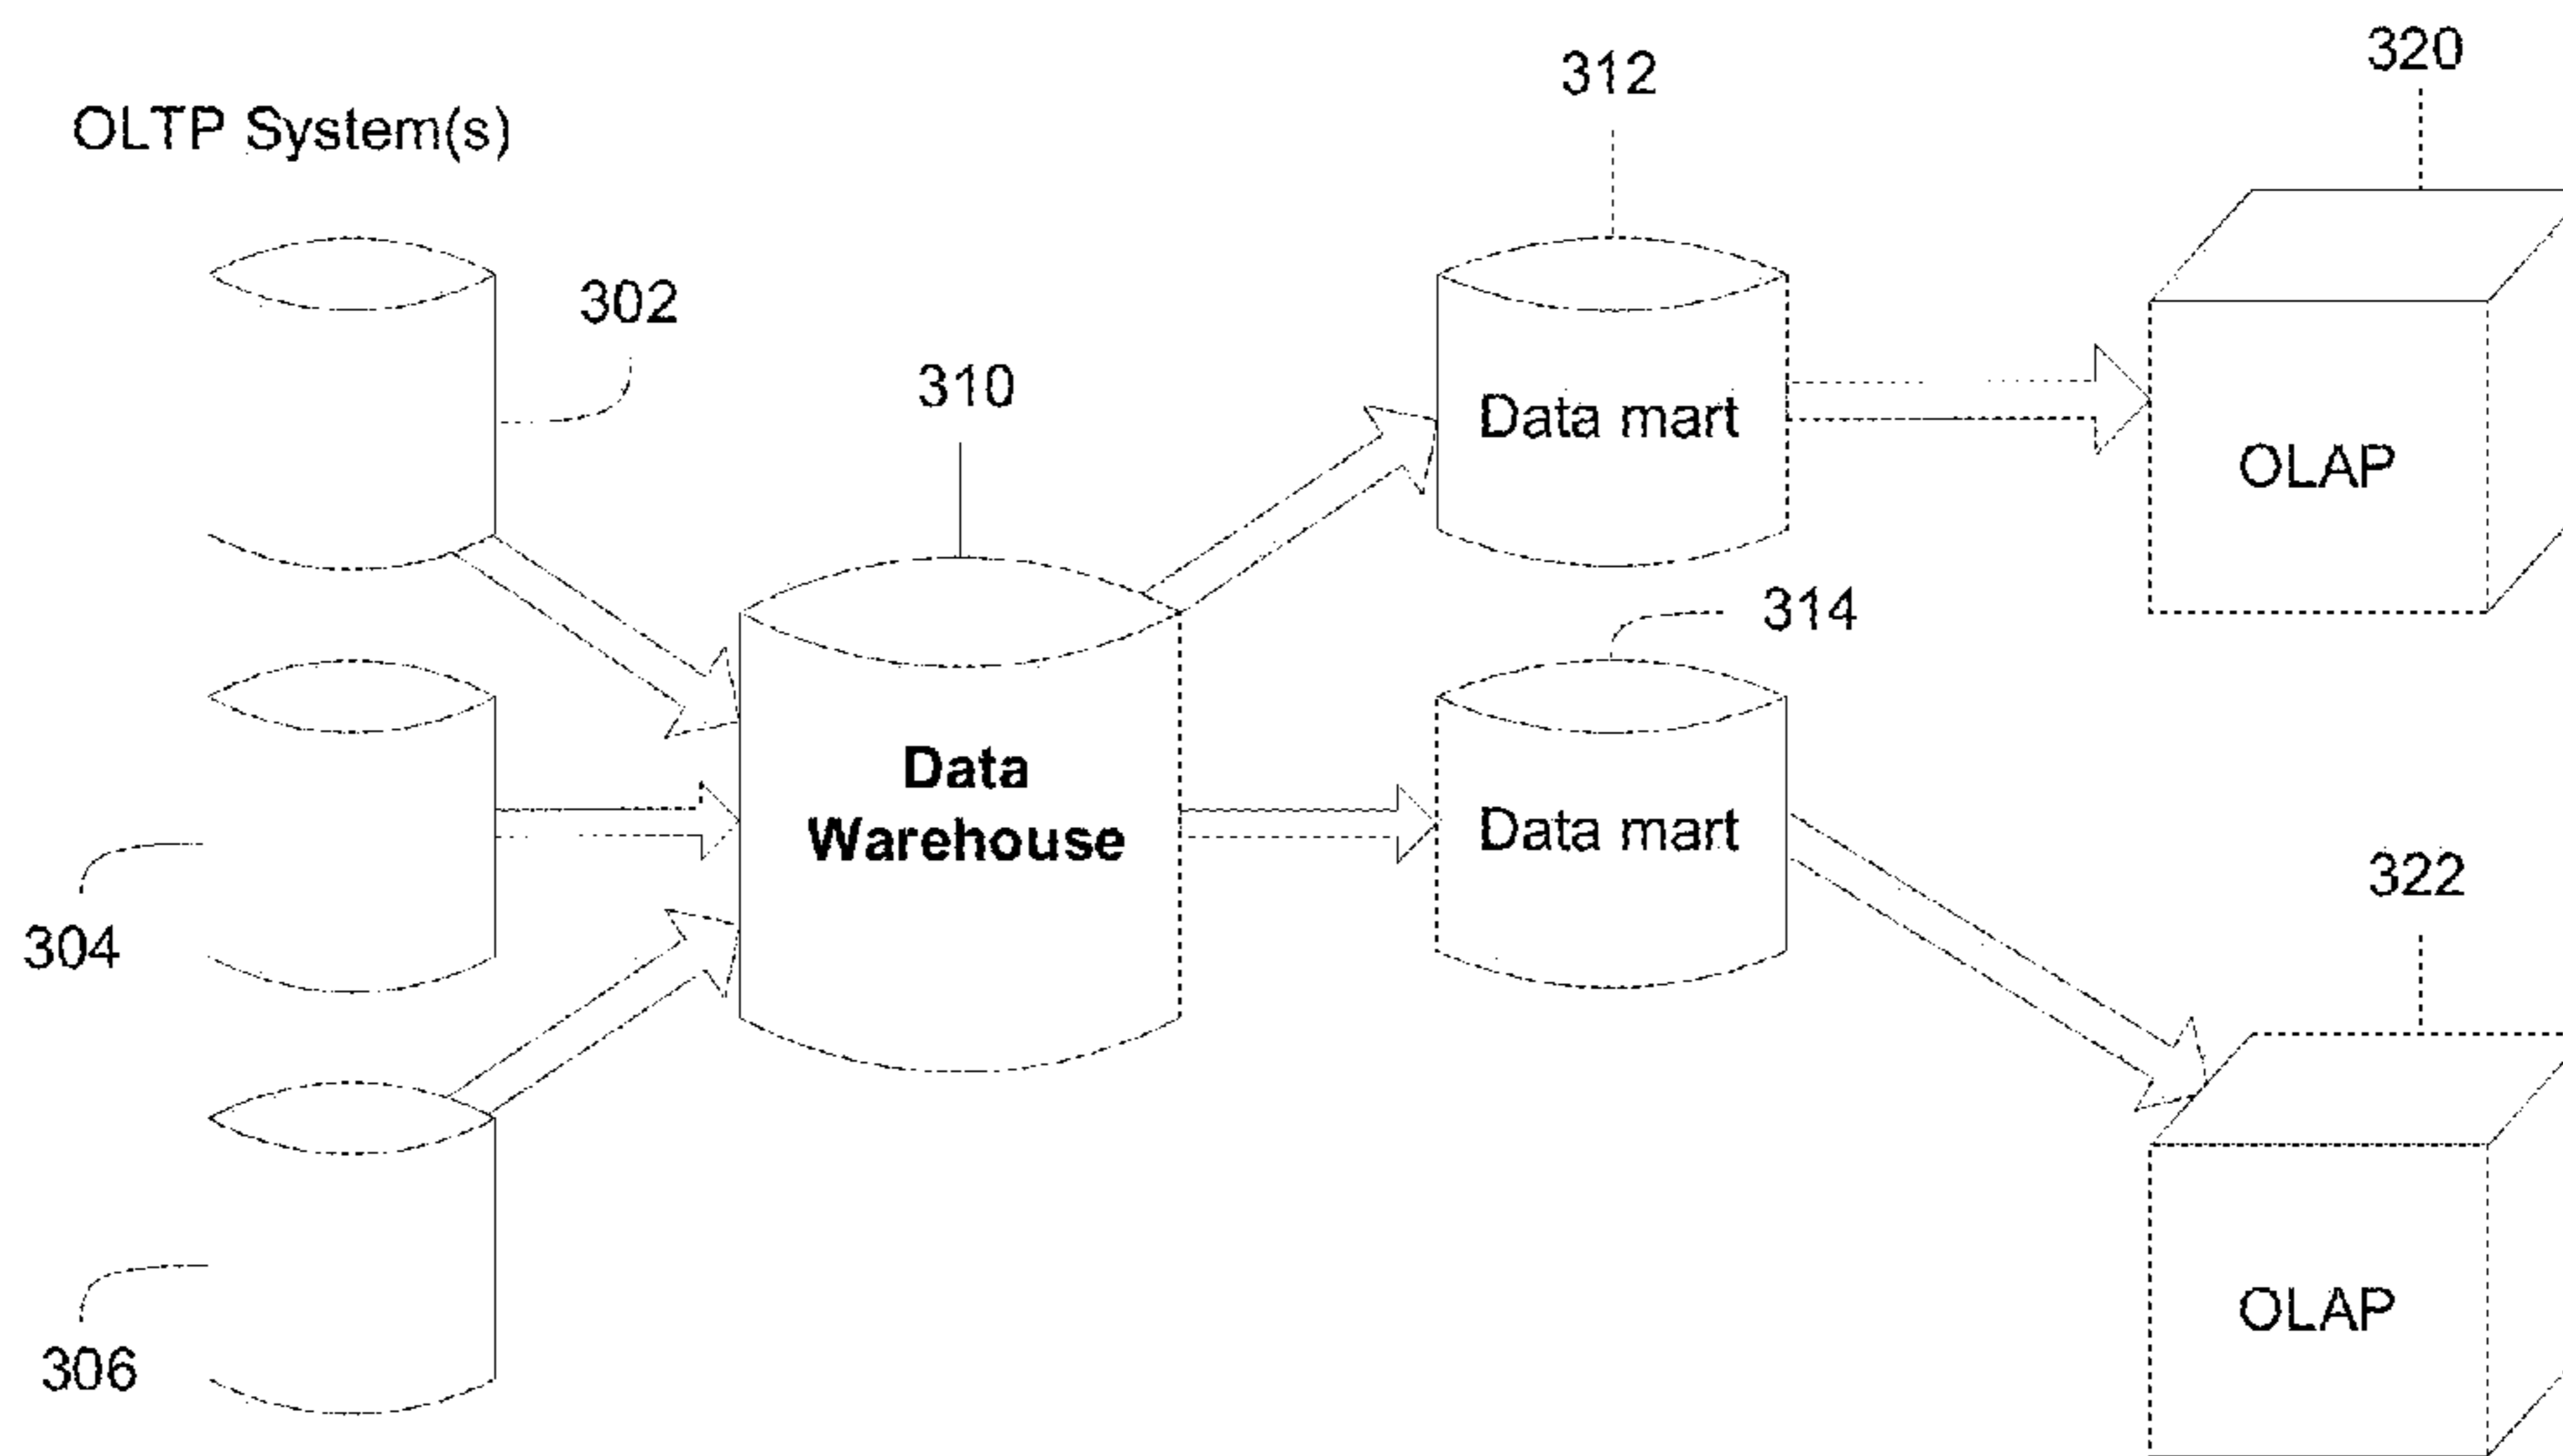 OLTP System(s)
302
304
306
310
Data
Warehouse
312
Data mart
314
Data mart
320
OLAP
322
OLAP